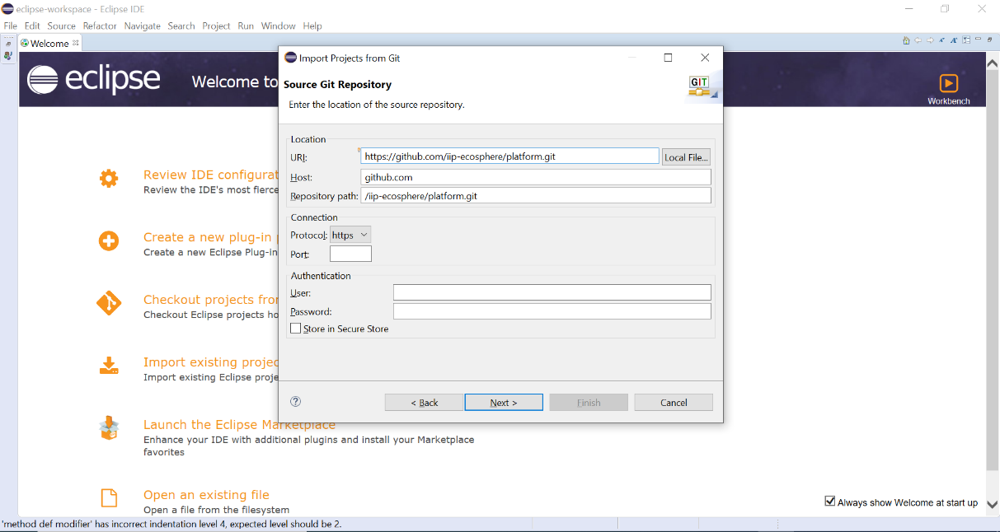 eclipse-workspace - Eclipse IDE
File Edit Source Refactor Navigate Search Project Run Window Help
Welcome
eclipse Welcome to
Workbench
Import Projects from Git
Source Git Repository
GIT
Enter the location of the source repository.
Location
URI: https://github.com/iip-ecosphere/platform.git Local File...
Host: github.com
Repository path: /iip-ecosphere/platform.git
Connection
Protocol: https
Port:
Authentication
User:
Password:
Store in Secure Store
< Back Next > Finish Cancel
Review IDE configurat
Review the IDE's most fierce
Create a new plug-in
Create a new Eclipse Plug-in
Checkout projects fro
Checkout Eclipse projects ho
Import existing projec
Import existing Eclipse proje
Launch the Eclipse Marketplace
Enhance your IDE with additional plugins and install your Marketplace
favorites
Open an existing file
Open a file from the filesystem
Always show Welcome at start up
'method def modifier' has incorrect indentation level 4, expected level should be 2.